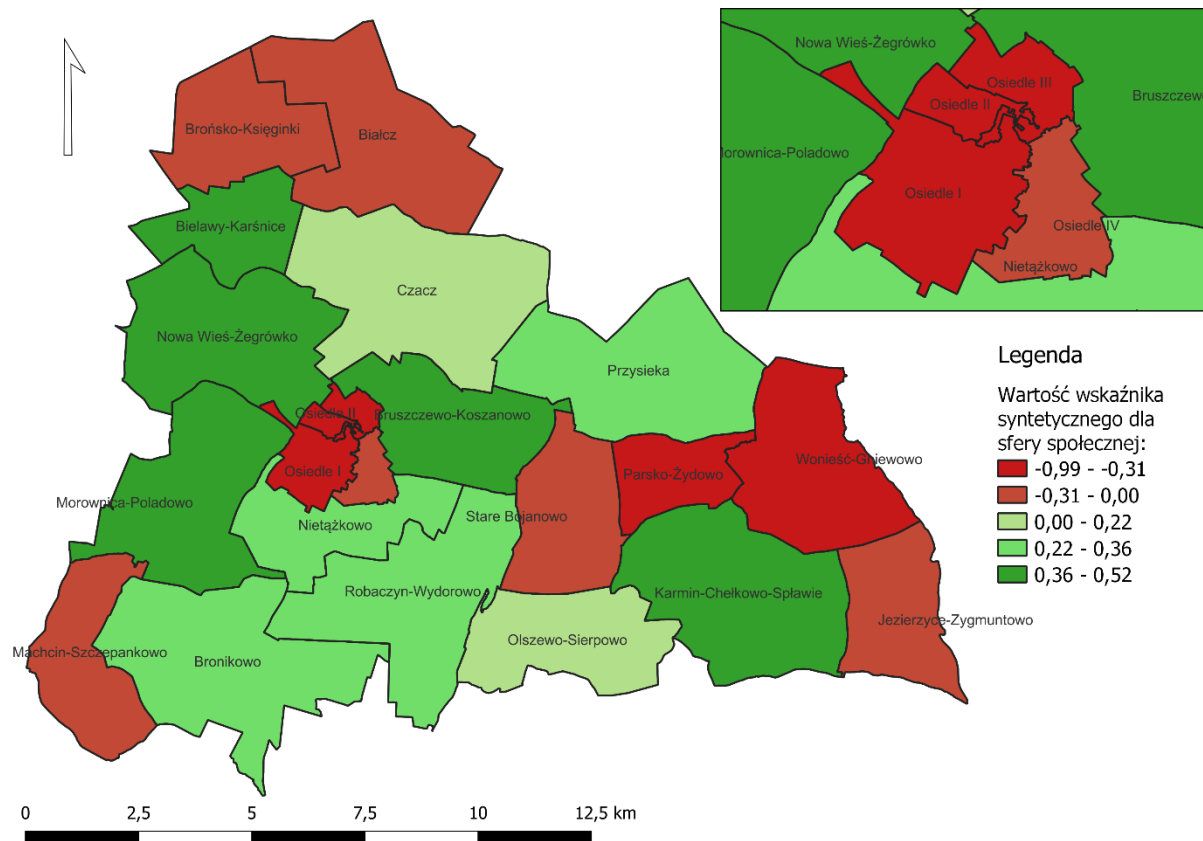 Brońsko-Księginki
Białcz
Bielawy-Karśnice
Czacz
Nowa Wieś-Żegrówko
Przysieka
Osiedle II
Bruszczewo-Koszanowo
Osiedle I
Parsko-Żydowo
Wonieść-Gniewowo
Morownica-Poladowo
Nietążkowo
Stare Bojanowo
Robaczyn-Wydorowo
Karmin-Chełkowo-Spławie
Jezierzyce-Zygmuntowo
Olszewo-Sierpowo
Machcin-Szczepankowo
Bronikowo
Nowa Wieś-Żegrówko
Osiedle III
Osiedle II
Bruszczewo
Morownica-Poladowo
Osiedle I
Osiedle IV
Nietążkowo
Legenda
Wartość wskaźnika
syntetycznego dla
sfery społecznej:
-0,99 - -0,31
-0,31 - 0,00
0,00 - 0,22
0,22 - 0,36
0,36 - 0,52
0 2,5 5 7,5 10 12,5 km